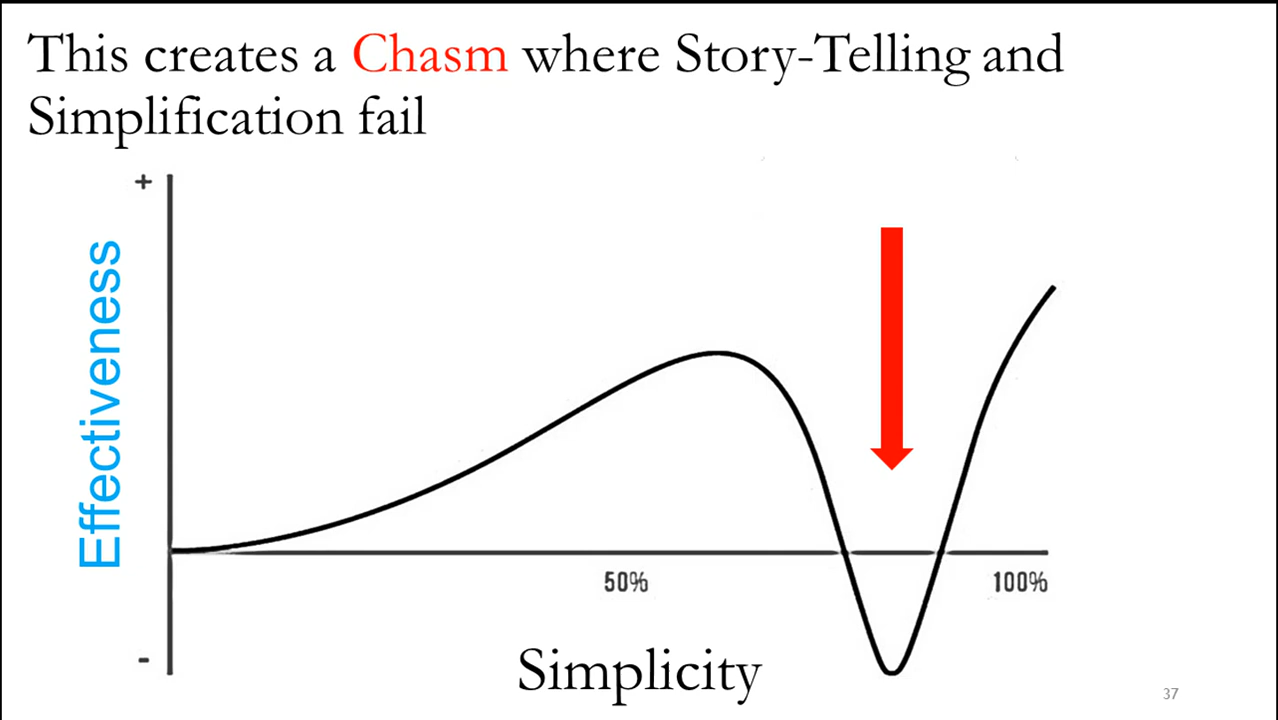 This creates a Chasm where Story-Telling and
Simplification fail
+
Effectiveness
50%
100%
-
Simplicity
37